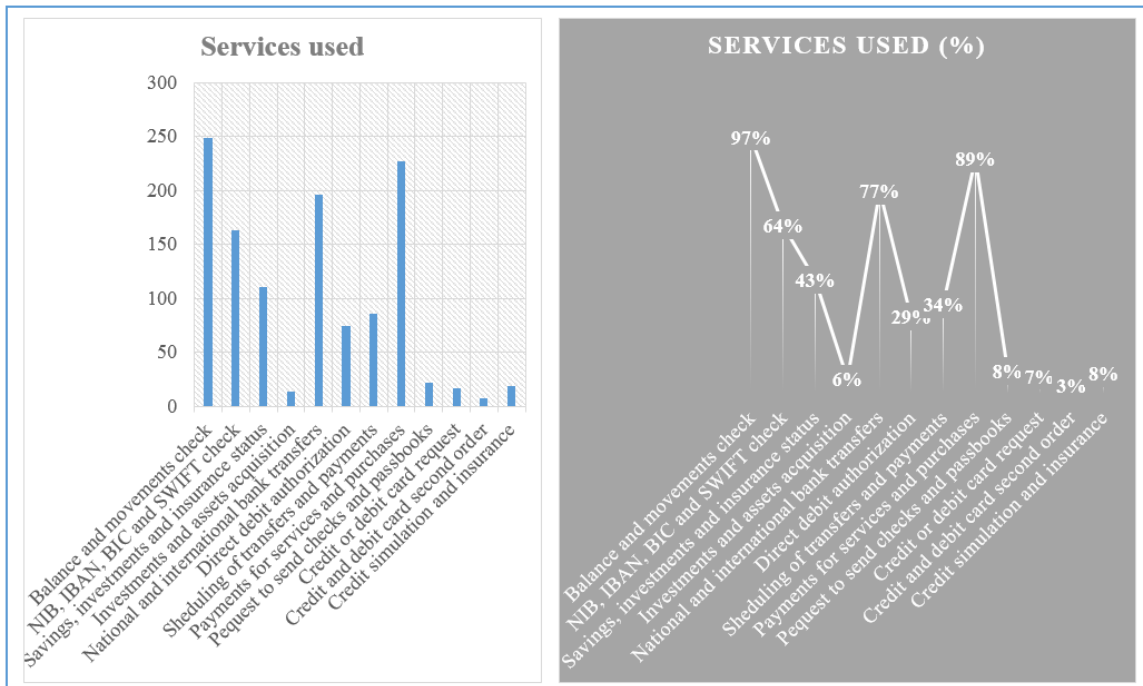 Services used
300
250
200
150
100
50
0
Balance and movements check
NIB, IBAN, BIC and SWIFT check
Savings, investments and insurance status
Investments and assets acquisition
National and international bank transfers
Direct debit authorization
Sheduling of transfers and payments
Payments for services and purchases
Pequest to send checks and passbooks
Credit or debit card request
Credit and debit card second order
Credit simulation and insurance
SERVICES USED (%)
97%
64%
43%
6%
77%
29%
34%
89%
8%
7%
3%
8%
Balance and movements check
NIB, IBAN, BIC and SWIFT check
Savings, investments and insurance status
Investments and assets acquisition
National and international bank transfers
Direct debit authorization
Sheduling of transfers and payments
Payments for services and purchases
Pequest to send checks and passbooks
Credit or debit card request
Credit and debit card second order
Credit simulation and insurance